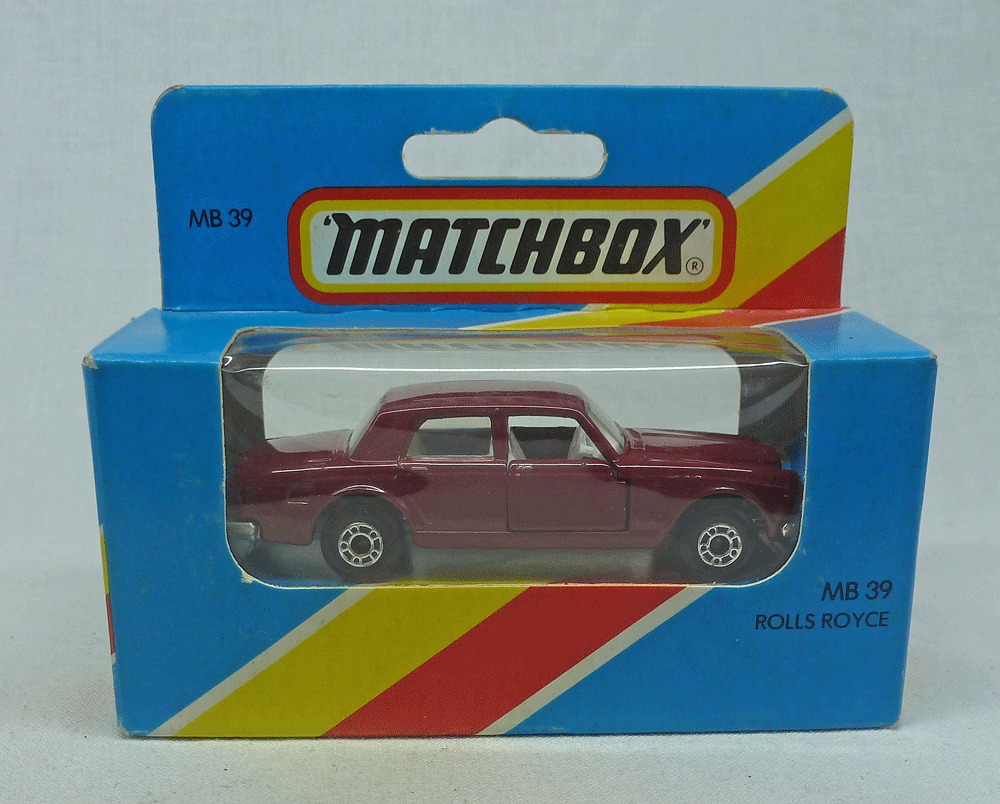 MB 39
'MATCHBOX'
®
MB 39
ROLLS ROYCE